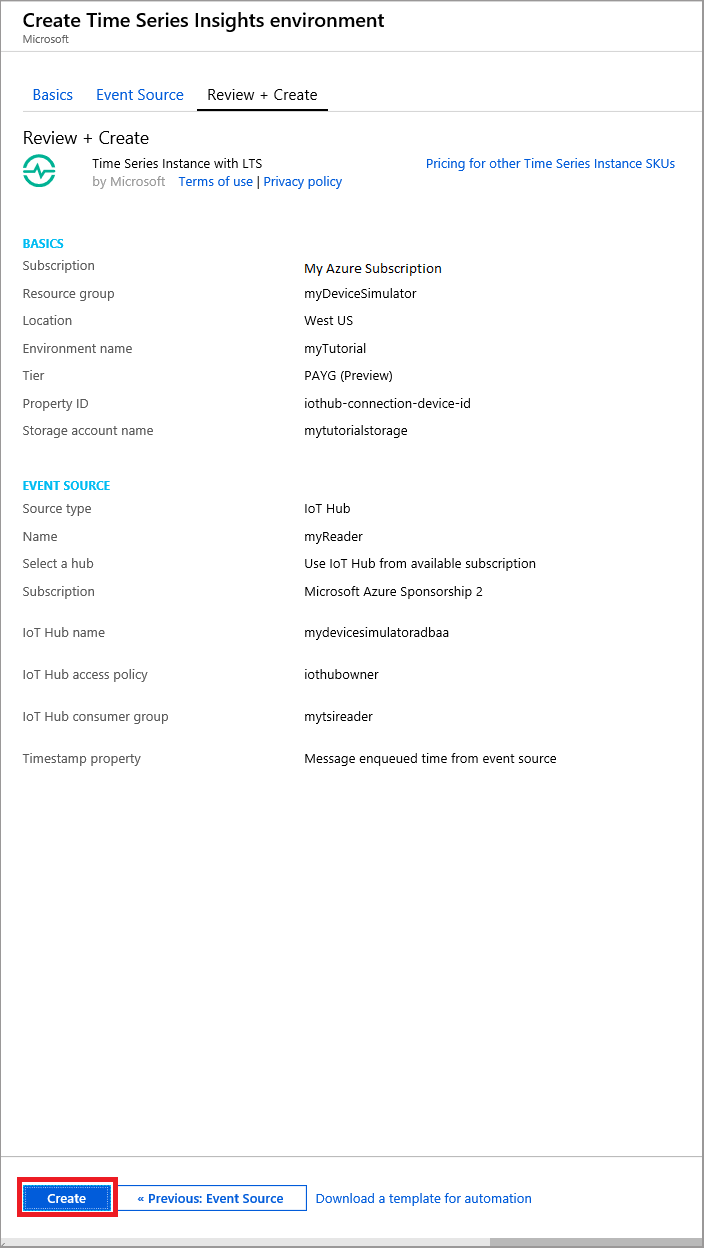 Create Time Series Insights environment
Microsoft
Basics Event Source Review + Create
Review + Create
Time Series Instance with LTS Pricing for other Time Series Instance SKUs
by Microsoft Terms of use | Privacy policy
BASICS
Subscription My Azure Subscription
Resource group myDeviceSimulator
Location West US
Environment name myTutorial
Tier PAYG (Preview)
Property ID iothub-connection-device-id
Storage account name mytutorialstorage
EVENT SOURCE
Source type IoT Hub
Name myReader
Select a hub Use IoT Hub from available subscription
Subscription Microsoft Azure Sponsorship 2
IoT Hub name mydevicesimulatoradbaa
IoT Hub access policy iothubowner
IoT Hub consumer group mytsireader
Timestamp property Message enqueued time from event source
Create « Previous: Event Source Download a template for automation